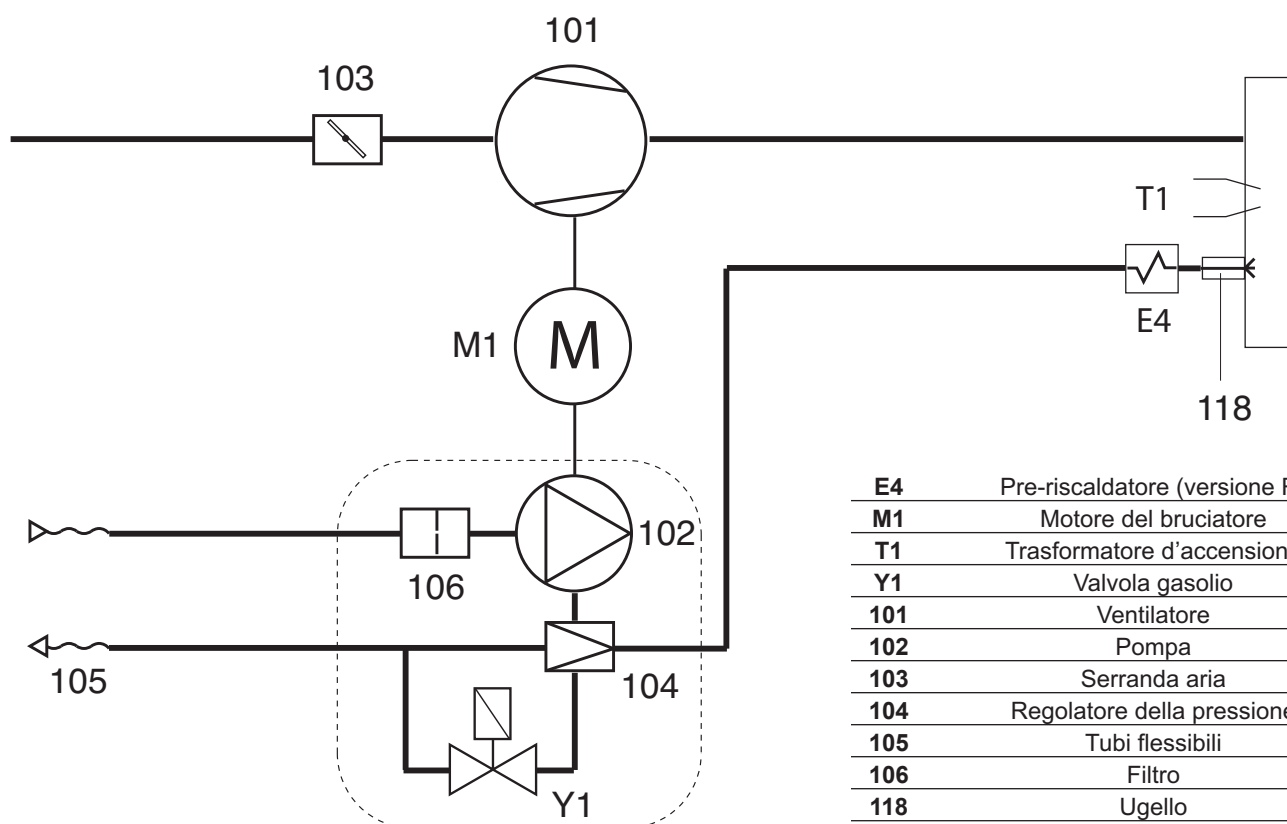 101
103
T1
M1
M
E4
118
102
106
105
104
Y1
E4 Pre-riscaldatore (versione
M1 Motore del bruciatore
T1 Trasformatore d'accension
Y1 Valvola gasolio
101 Ventilatore
102 Pompa
103 Serranda aria
104 Regolatore della pressione
105 Tubi flessibili
106 Filtro
118 Ugello